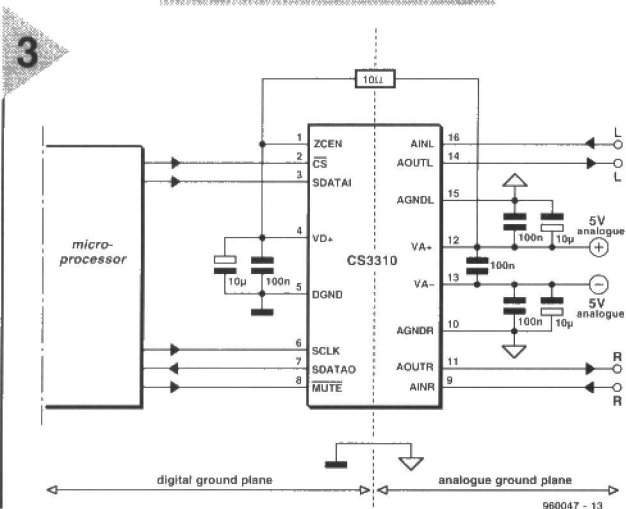 3
10Ω
1 ZCEN
2 CS
3 SDATAI
4 VD+
5 DGND
6 SCLK
7 SDATAO
8 MUTE
micro-
processor
10µ
100n
CS3310
AINL 16
AOUTL 14
AGNDL 15
VA+ 12
VA− 13
AGNDR 10
AOUTR 11
AINR 9
L
L
100n
10µ
5V
analogue
100n
5V
analogue
100n
10µ
R
R
digital ground plane
analogue ground plane
960047 - 13